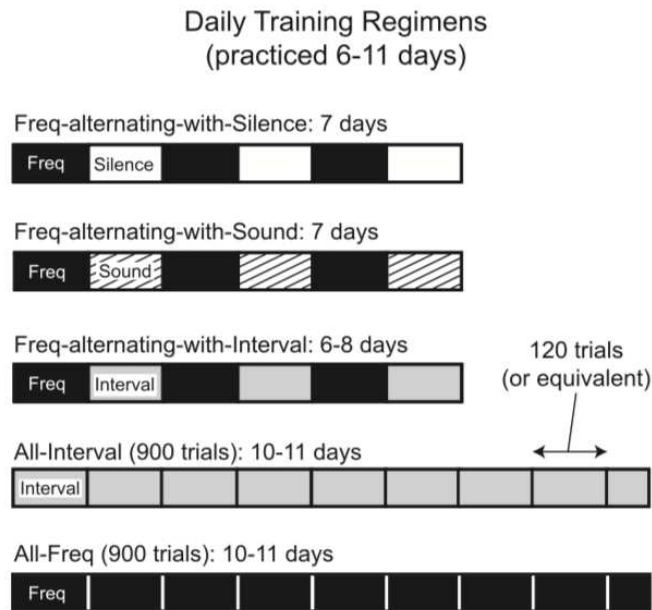 Daily Training Regimens
(practiced 6-11 days)
Freq-alternating-with-Silence: 7 days
Freq Silence
Freq-alternating-with-Sound: 7 days
Freq Sound
Freq-alternating-with-Interval: 6-8 days
Freq Interval
120 trials
(or equivalent)
All-Interval (900 trials): 10-11 days
Interval
All-Freq (900 trials): 10-11 days
Freq